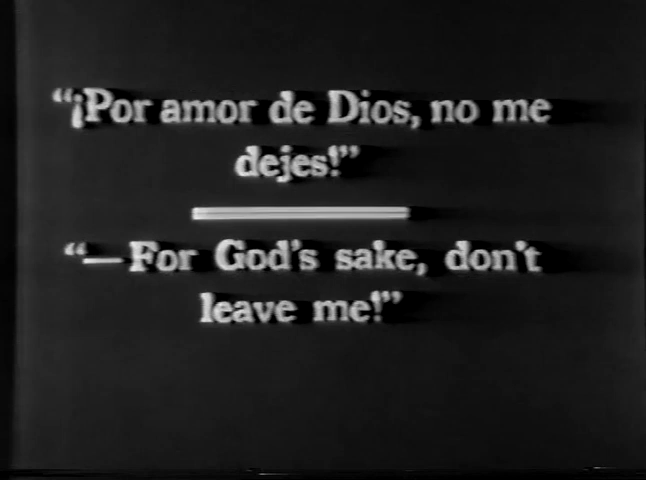 “¡Por amor de Dios, no me
dejes!”
“—For God's sake, don't
leave me!”